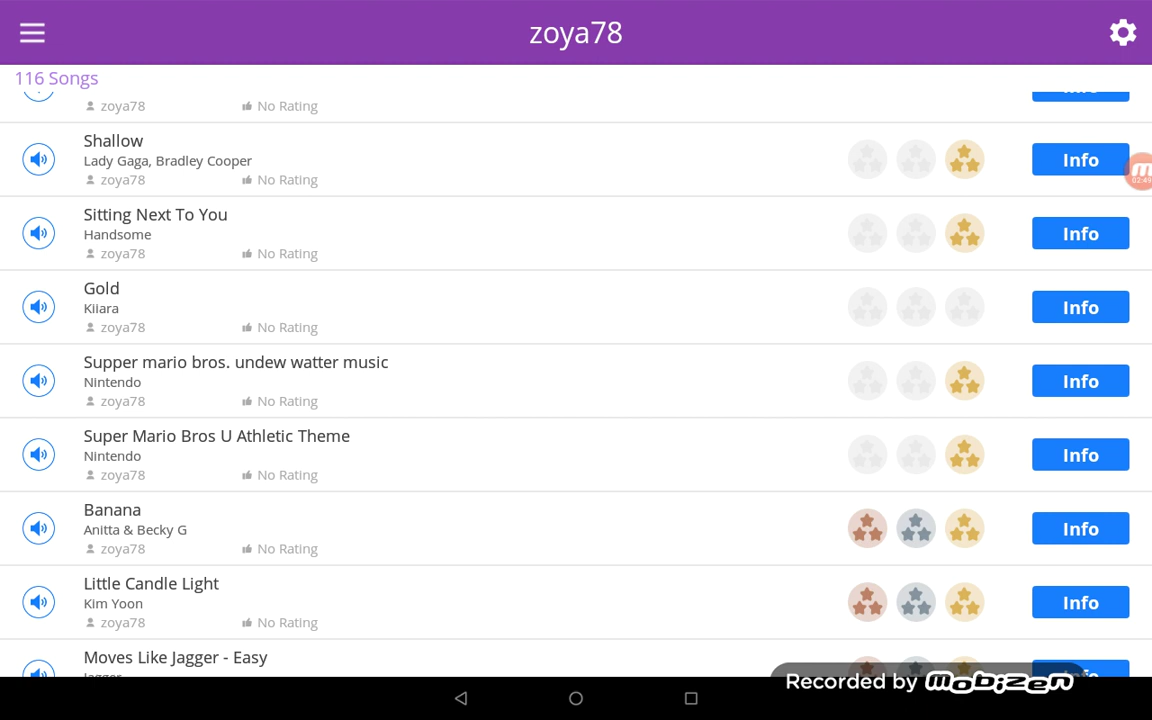 zoya78
116 Songs
zoya78 No Rating
Shallow
Lady Gaga, Bradley Cooper
zoya78 No Rating
Info
02:49
Sitting Next To You
Handsome
zoya78 No Rating
Info
Gold
Kiiara
zoya78 No Rating
Info
Supper mario bros. undew watter music
Nintendo
zoya78 No Rating
Info
Super Mario Bros U Athletic Theme
Nintendo
zoya78 No Rating
Info
Banana
Anitta & Becky G
zoya78 No Rating
Info
Little Candle Light
Kim Yoon
zoya78 No Rating
Info
Moves Like Jagger - Easy
Recorded by mobizen